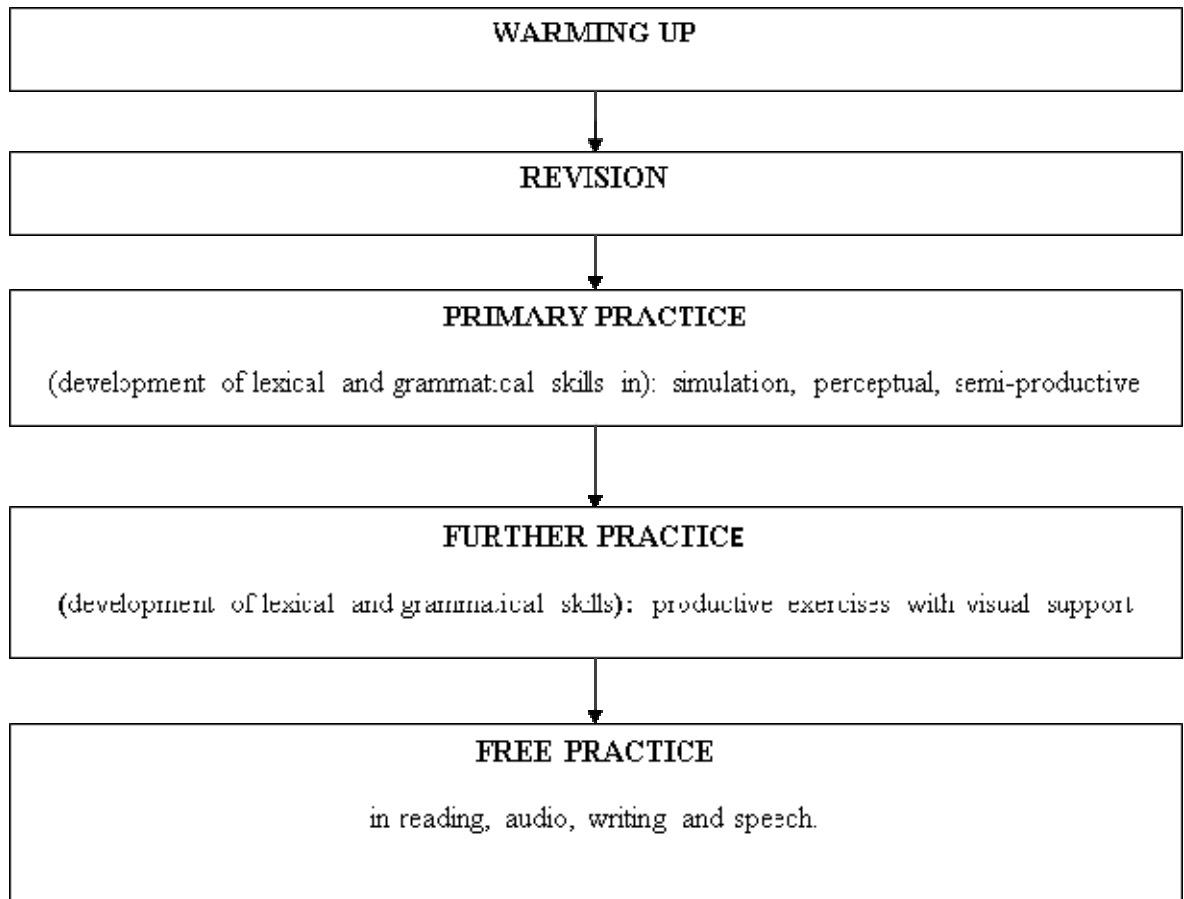 WARMING UP
REVISION
PRIMARY PRACTICE
(development of lexical and grammatical skills in): simulation, perceptual, semi-productive
FURTHER PRACTICE
(development of lexical and grammatical skills): productive exercises with visual support
FREE PRACTICE
in reading, audio, writing and speech.